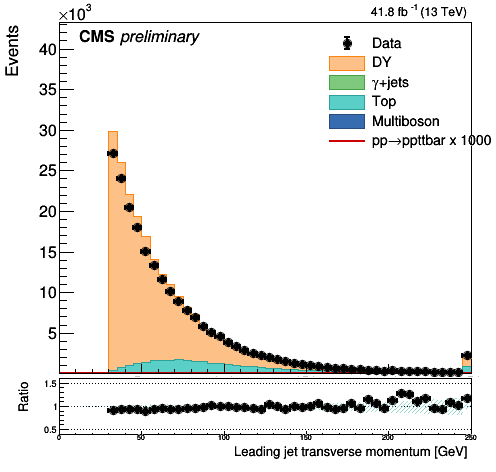 ×10³
41.8 fb⁻¹ (13 TeV)
CMS preliminary
Events
40
35
30
25
20
15
10
5
Data
DY
γ+jets
Top
Multiboson
pp→ppttbar x 1000
Ratio
1.5
1
0.5
0 50 100 150 200 250
Leading jet transverse momentum [GeV]